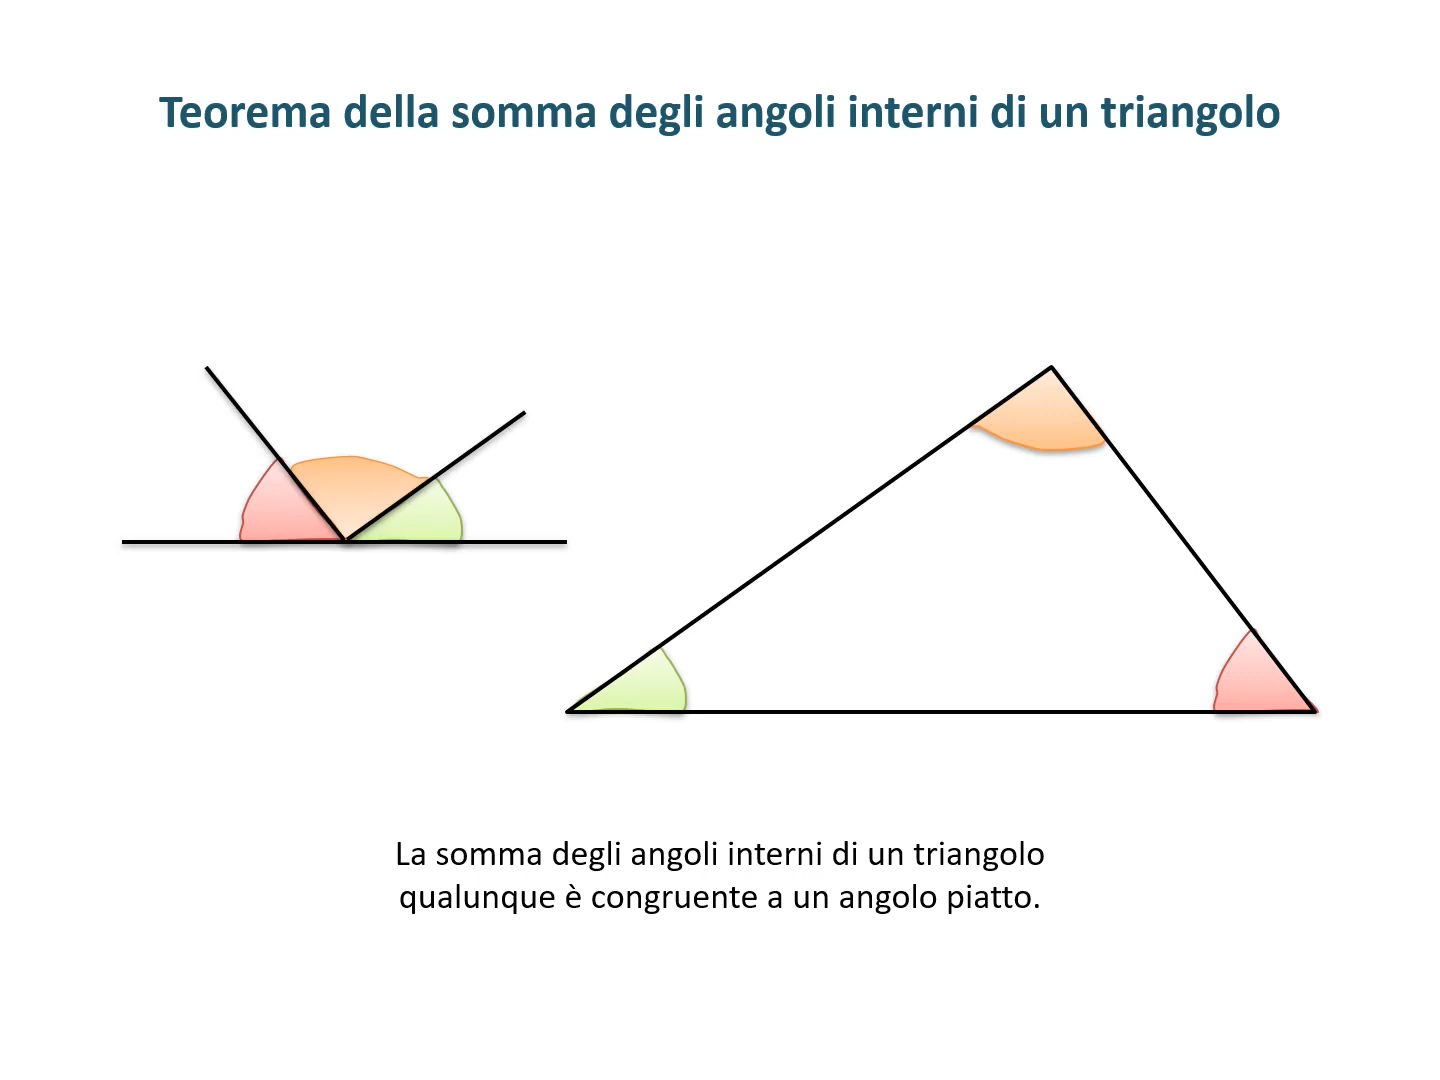 Teorema della somma degli angoli interni di un triangolo
La somma degli angoli interni di un triangolo
qualunque è congruente a un angolo piatto.